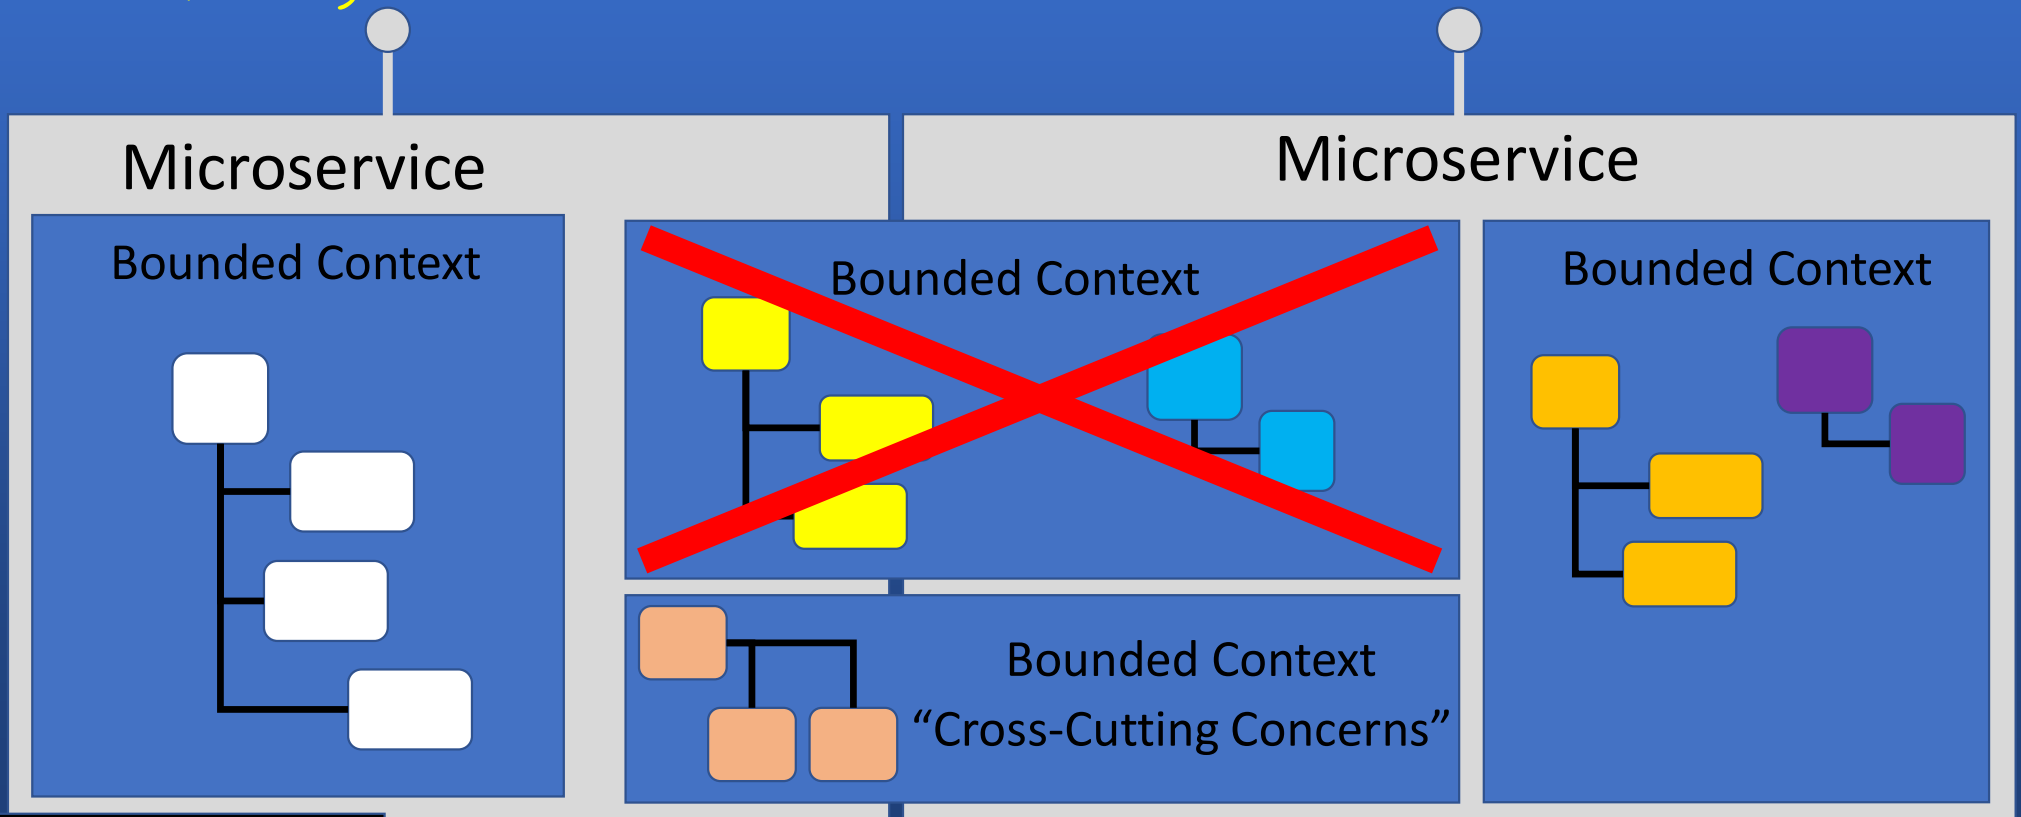 Microservice
Microservice
Bounded Context
Bounded Context
Bounded Context
Bounded Context
“Cross-Cutting Concerns”